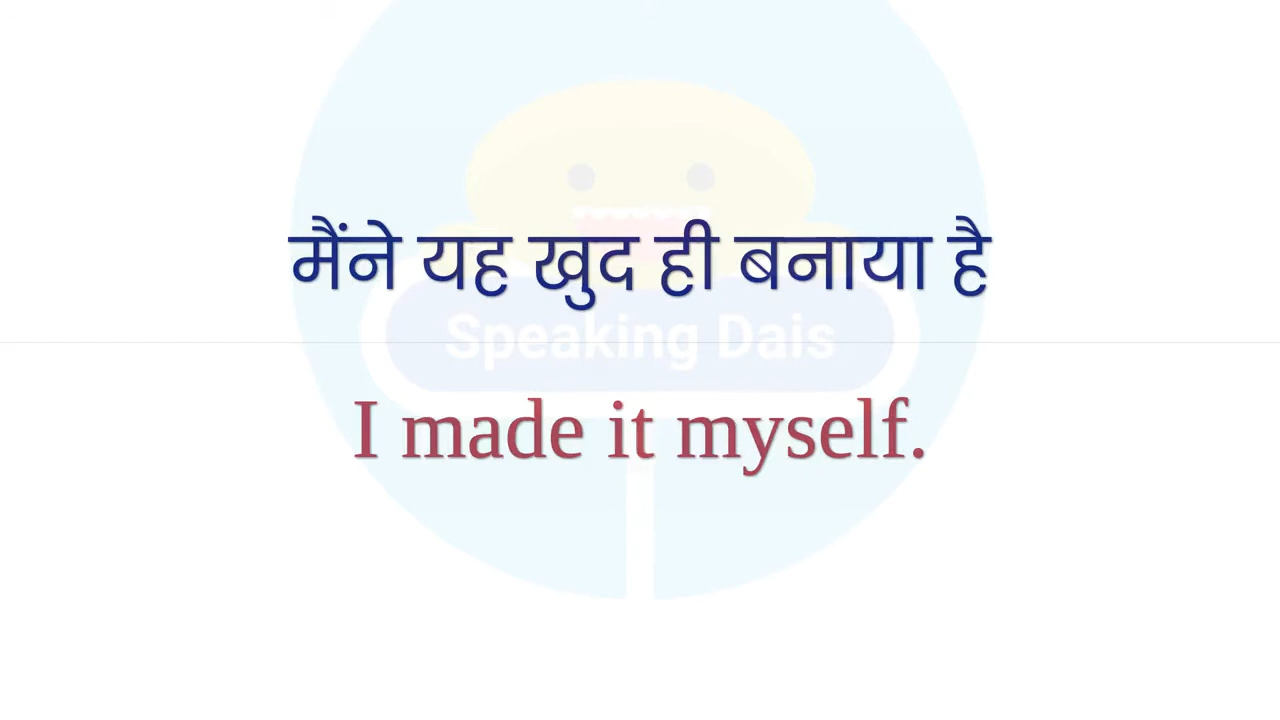 मैंने यह खुद ही बनाया है
Speaking Dais
I made it myself.